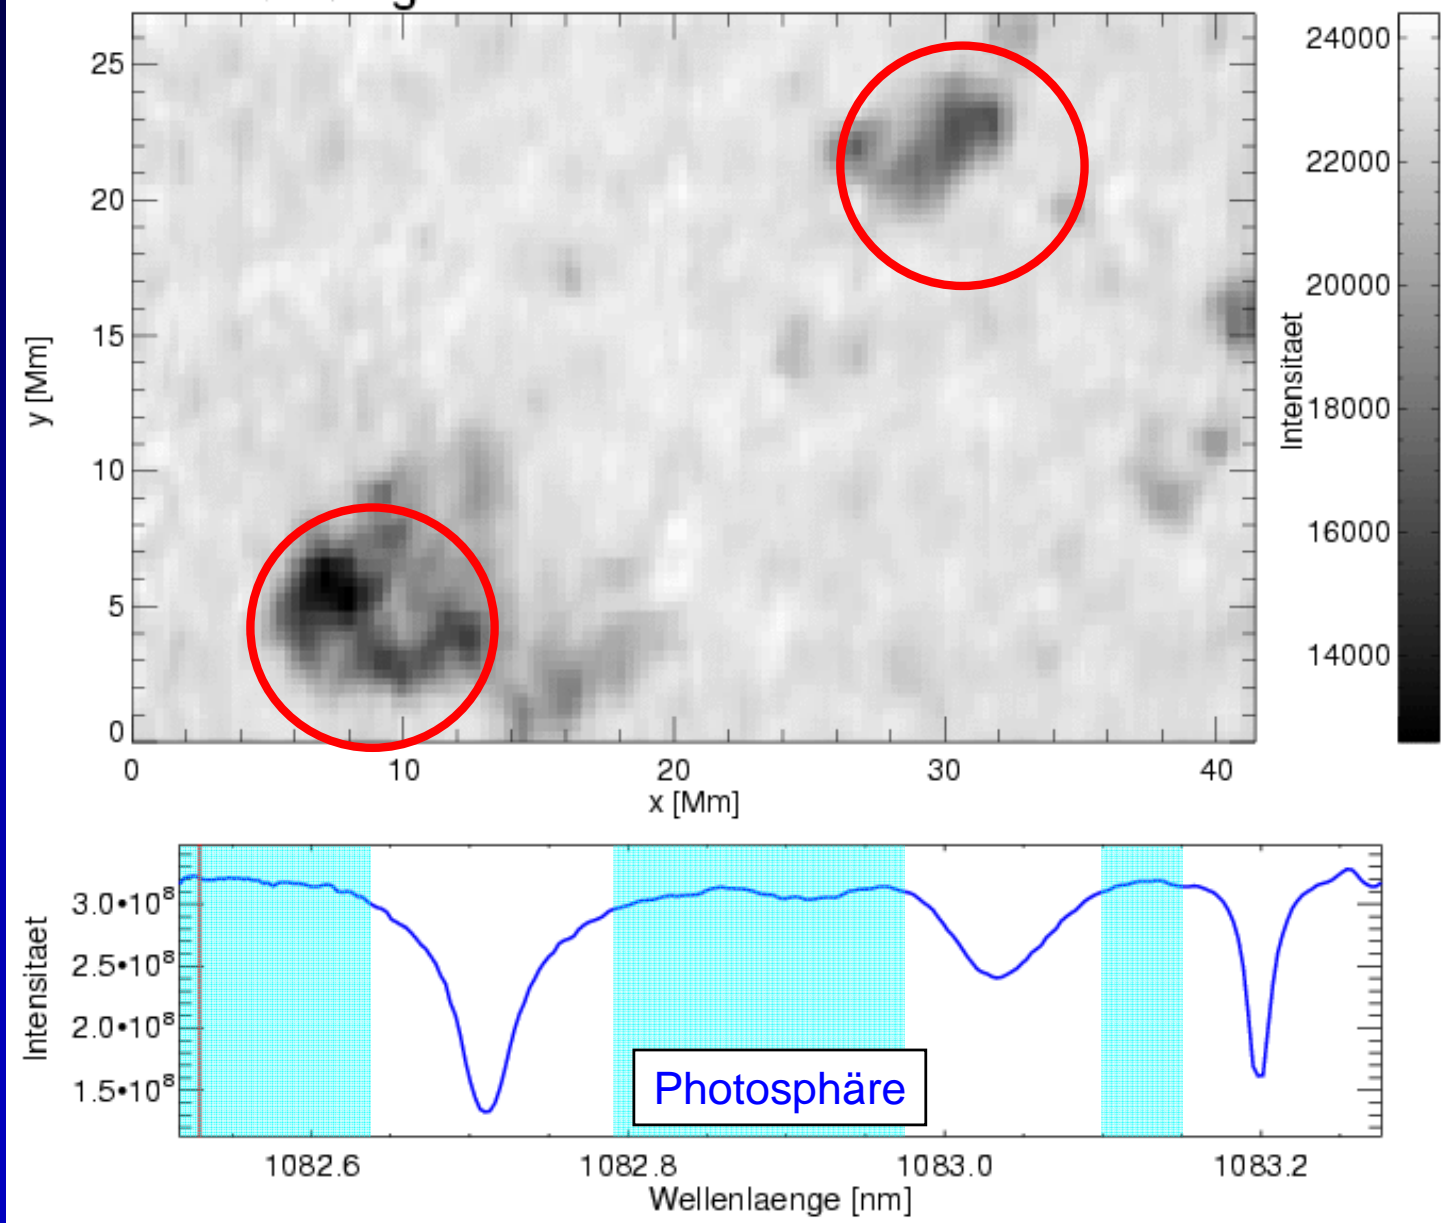 25
20
15
10
5
0
y [Mm]
0 10 20 30 40
x [Mm]
24000
22000
20000
18000
16000
14000
Intensitaet
3.0•10⁸
2.5•10⁸
2.0•10⁸
1.5•10⁸
Intensitaet
Photosphäre
1082.6 1082.8 1083.0 1083.2
Wellenlaenge [nm]